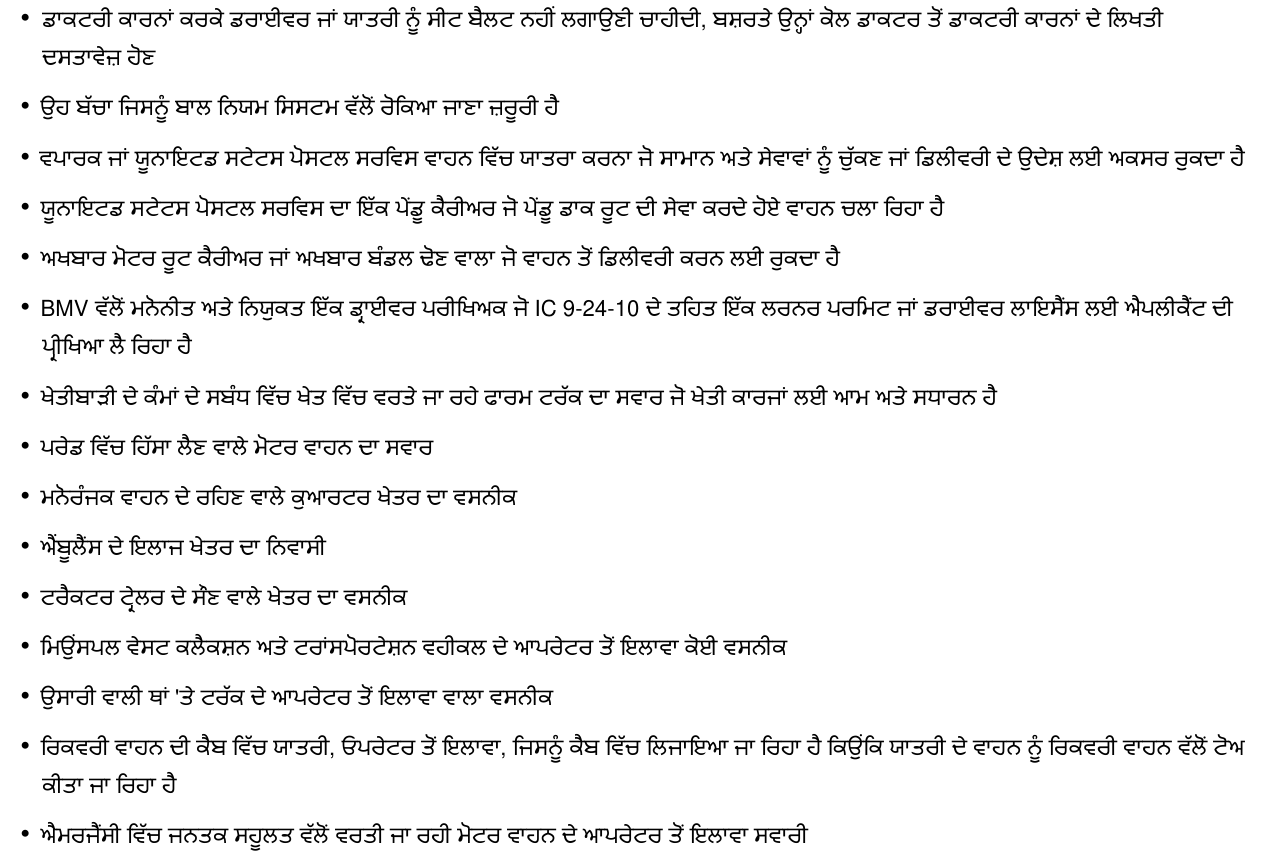 • ਡਾਕਟਰੀ ਕਾਰਨਾਂ ਕਰਕੇ ਡਰਾਈਵਰ ਜਾਂ ਯਾਤਰੀ ਨੂੰ ਸੀਟ ਬੈਲਟ ਨਹੀਂ ਲਗਾਉਣੀ ਚਾਹੀਦੀ, ਬਸ਼ਰਤੇ ਉਨ੍ਹਾਂ ਕੋਲ ਡਾਕਟਰ ਤੋਂ ਡਾਕਟਰੀ ਕਾਰਨਾਂ ਦੇ ਲਿਖਤੀ
ਦਸਤਾਵੇਜ਼ ਹੋਣ
• ਉਹ ਬੱਚਾ ਜਿਸਨੂੰ ਬਾਲ ਨਿਯਮ ਸਿਸਟਮ ਵੱਲੋਂ ਰੋਕਿਆ ਜਾਣਾ ਜ਼ਰੂਰੀ ਹੈ
• ਵਪਾਰਕ ਜਾਂ ਯੂਨਾਇਟਡ ਸਟੇਟਸ ਪੋਸਟਲ ਸਰਵਿਸ ਵਾਹਨ ਵਿੱਚ ਯਾਤਰਾ ਕਰਨਾ ਜੋ ਸਾਮਾਨ ਅਤੇ ਸੇਵਾਵਾਂ ਨੂੰ ਚੁੱਕਣ ਜਾਂ ਡਿਲੀਵਰੀ ਦੇ ਉਦੇਸ਼ ਲਈ ਅਕਸਰ ਰੁਕਦਾ ਹੈ
• ਯੂਨਾਇਟਡ ਸਟੇਟਸ ਪੋਸਟਲ ਸਰਵਿਸ ਦਾ ਇੱਕ ਪੇਂਡੂ ਕੈਰੀਅਰ ਜੋ ਪੇਂਡੂ ਡਾਕ ਰੂਟ ਦੀ ਸੇਵਾ ਕਰਦੇ ਹੋਏ ਵਾਹਨ ਚਲਾ ਰਿਹਾ ਹੈ
• ਅਖਬਾਰ ਮੋਟਰ ਰੂਟ ਕੈਰੀਅਰ ਜਾਂ ਅਖਬਾਰ ਬੰਡਲ ਢੋਣ ਵਾਲਾ ਜੋ ਵਾਹਨ ਤੋਂ ਡਿਲੀਵਰੀ ਕਰਨ ਲਈ ਰੁਕਦਾ ਹੈ
• BMV ਵੱਲੋਂ ਮਨੋਨੀਤ ਅਤੇ ਨਿਯੁਕਤ ਇੱਕ ਡ੍ਰਾਈਵਰ ਪਰੀਖਿਅਕ ਜੋ IC 9-24-10 ਦੇ ਤਹਿਤ ਇੱਕ ਲਰਨਰ ਪਰਮਿਟ ਜਾਂ ਡਰਾਈਵਰ ਲਾਇਸੈਂਸ ਲਈ ਐਪਲੀਕੈਂਟ ਦੀ
ਪ੍ਰੀਖਿਆ ਲੈ ਰਿਹਾ ਹੈ
• ਖੇਤੀਬਾੜੀ ਦੇ ਕੰਮਾਂ ਦੇ ਸਬੰਧ ਵਿੱਚ ਖੇਤ ਵਿੱਚ ਵਰਤੇ ਜਾ ਰਹੇ ਫਾਰਮ ਟਰੱਕ ਦਾ ਸਵਾਰ ਜੋ ਖੇਤੀ ਕਾਰਜਾਂ ਲਈ ਆਮ ਅਤੇ ਸਧਾਰਨ ਹੈ
• ਪਰੇਡ ਵਿੱਚ ਹਿੱਸਾ ਲੈਣ ਵਾਲੇ ਮੋਟਰ ਵਾਹਨ ਦਾ ਸਵਾਰ
• ਮਨੋਰੰਜਕ ਵਾਹਨ ਦੇ ਰਹਿਣ ਵਾਲੇ ਕੁਆਰਟਰ ਖੇਤਰ ਦਾ ਵਸਨੀਕ
• ਐਂਬੂਲੈਂਸ ਦੇ ਇਲਾਜ ਖੇਤਰ ਦਾ ਨਿਵਾਸੀ
• ਟਰੈਕਟਰ ਟ੍ਰੇਲਰ ਦੇ ਸੌਣ ਵਾਲੇ ਖੇਤਰ ਦਾ ਵਸਨੀਕ
• ਮਿਉਂਸਪਲ ਵੇਸਟ ਕਲੈਕਸ਼ਨ ਅਤੇ ਟਰਾਂਸਪੋਰਟੇਸ਼ਨ ਵਹੀਕਲ ਦੇ ਆਪਰੇਟਰ ਤੋਂ ਇਲਾਵਾ ਕੋਈ ਵਸਨੀਕ
• ਉਸਾਰੀ ਵਾਲੀ ਥਾਂ 'ਤੇ ਟਰੱਕ ਦੇ ਆਪਰੇਟਰ ਤੋਂ ਇਲਾਵਾ ਵਾਲਾ ਵਸਨੀਕ
• ਰਿਕਵਰੀ ਵਾਹਨ ਦੀ ਕੈਬ ਵਿੱਚ ਯਾਤਰੀ, ਓਪਰੇਟਰ ਤੋਂ ਇਲਾਵਾ, ਜਿਸਨੂੰ ਕੈਬ ਵਿੱਚ ਲਿਜਾਇਆ ਜਾ ਰਿਹਾ ਹੈ ਕਿਉਂਕਿ ਯਾਤਰੀ ਦੇ ਵਾਹਨ ਨੂੰ ਰਿਕਵਰੀ ਵਾਹਨ ਵੱਲੋਂ ਟੋਅ
ਕੀਤਾ ਜਾ ਰਿਹਾ ਹੈ
• ਐਮਰਜੈਂਸੀ ਵਿੱਚ ਜਨਤਕ ਸਹੂਲਤ ਵੱਲੋਂ ਵਰਤੀ ਜਾ ਰਹੀ ਮੋਟਰ ਵਾਹਨ ਦੇ ਆਪਰੇਟਰ ਤੋਂ ਇਲਾਵਾ ਸਵਾਰੀ